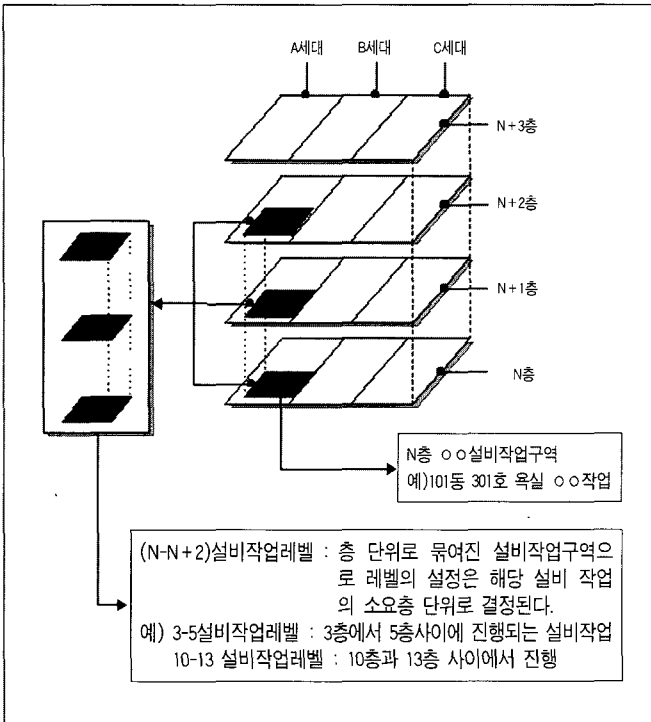 A세대 B세대 C세대
N+3층
N+2층
N+1층
N층
N층 ○○설비작업구역
예)101동 301호 욕실 ○○작업
(N-N+2)설비작업레벨 : 층 단위로 묶여진 설비작업구역으
로 레벨의 설정은 해당 설비 작업
의 소요층 단위로 결정된다.
예) 3-5설비작업레벨 : 3층에서 5층사이에 진행되는 설비작업
10-13 설비작업레벨 : 10층과 13층 사이에서 진행